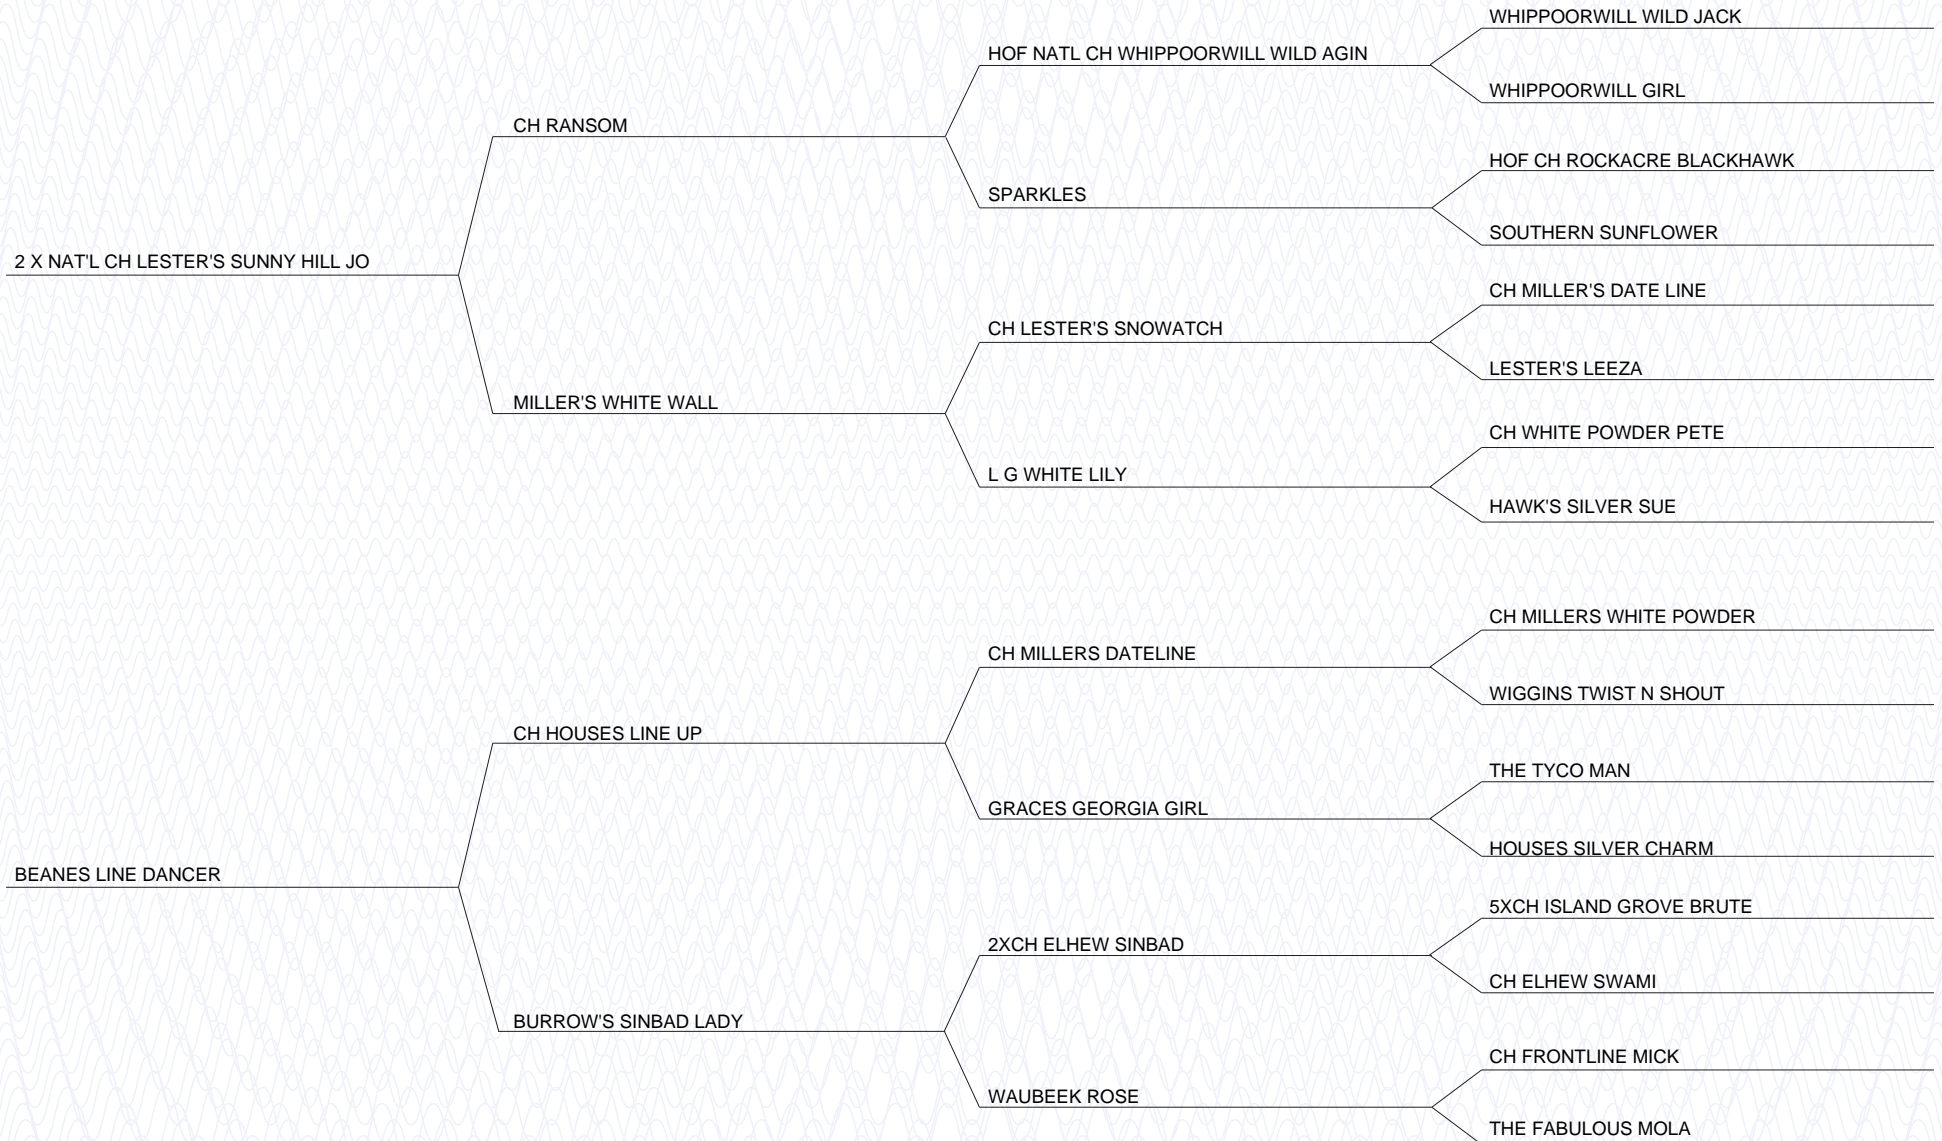 WHIPPOORWILL WILD JACK
HOF NATL CH WHIPPOORWILL WILD AGIN
WHIPPOORWILL GIRL
CH RANSOM
HOF CH ROCKACRE BLACKHAWK
SPARKLES
SOUTHERN SUNFLOWER
2 X NAT'L CH LESTER'S SUNNY HILL JO
CH MILLER'S DATE LINE
CH LESTER'S SNOWATCH
LESTER'S LEEZA
MILLER'S WHITE WALL
CH WHITE POWDER PETE
L G WHITE LILY
HAWK'S SILVER SUE
CH MILLERS WHITE POWDER
CH MILLERS DATELINE
WIGGINS TWIST N SHOUT
CH HOUSES LINE UP
THE TYCO MAN
GRACES GEORGIA GIRL
HOUSES SILVER CHARM
BEANES LINE DANCER
5XCH ISLAND GROVE BRUTE
2XCH ELHEW SINBAD
CH ELHEW SWAMI
BURROW'S SINBAD LADY
CH FRONTLINE MICK
WAUBEEK ROSE
THE FABULOUS MOLA